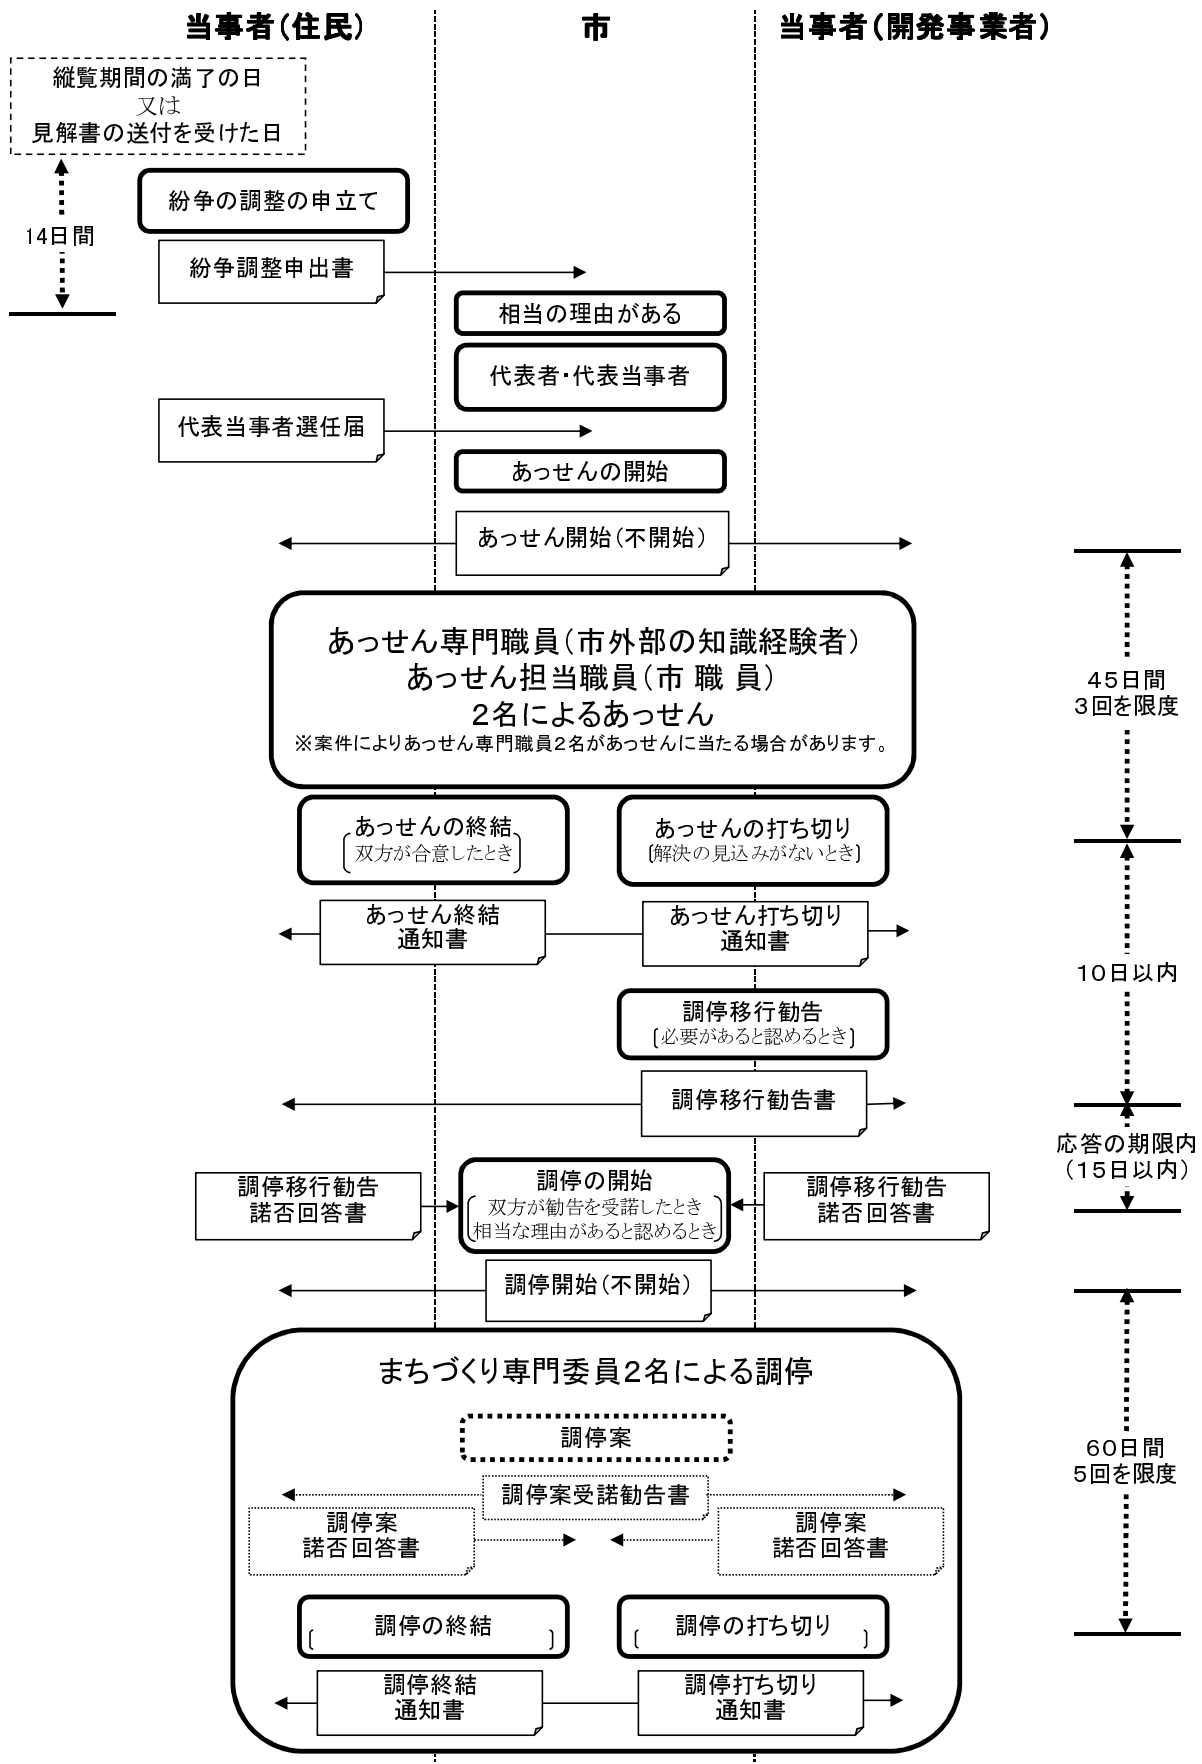 当事者（住民）
市
当事者（開発事業者）
縦覧期間の満了の日
又は
見解書の送付を受けた日
紛争の調整の申立て
14日間
紛争調整申出書
相当の理由がある
代表者・代表当事者
代表当事者選任届
あっせんの開始
あっせん開始（不開始）
あっせん専門職員（市外部の知識経験者）
あっせん担当職員（市 職 員）
２名によるあっせん
※案件によりあっせん専門職員２名があっせんに当たる場合があります。
４５日間
３回を限度
あっせんの終結
双方が合意したとき
あっせんの打ち切り
解決の見込みがないとき
あっせん終結
通知書
あっせん打ち切り
通知書
１０日以内
調停移行勧告
必要があると認めるとき
調停移行勧告書
応答の期限内
（１５日以内）
調停移行勧告
諾否回答書
調停の開始
双方が勧告を受諾したとき
相当な理由があると認めるとき
調停移行勧告
諾否回答書
調停開始（不開始）
まちづくり専門委員２名による調停
調停案
６０日間
５回を限度
調停案受諾勧告書
調停案
諾否回答書
調停案
諾否回答書
調停の終結
調停の打ち切り
調停終結
通知書
調停打ち切り
通知書